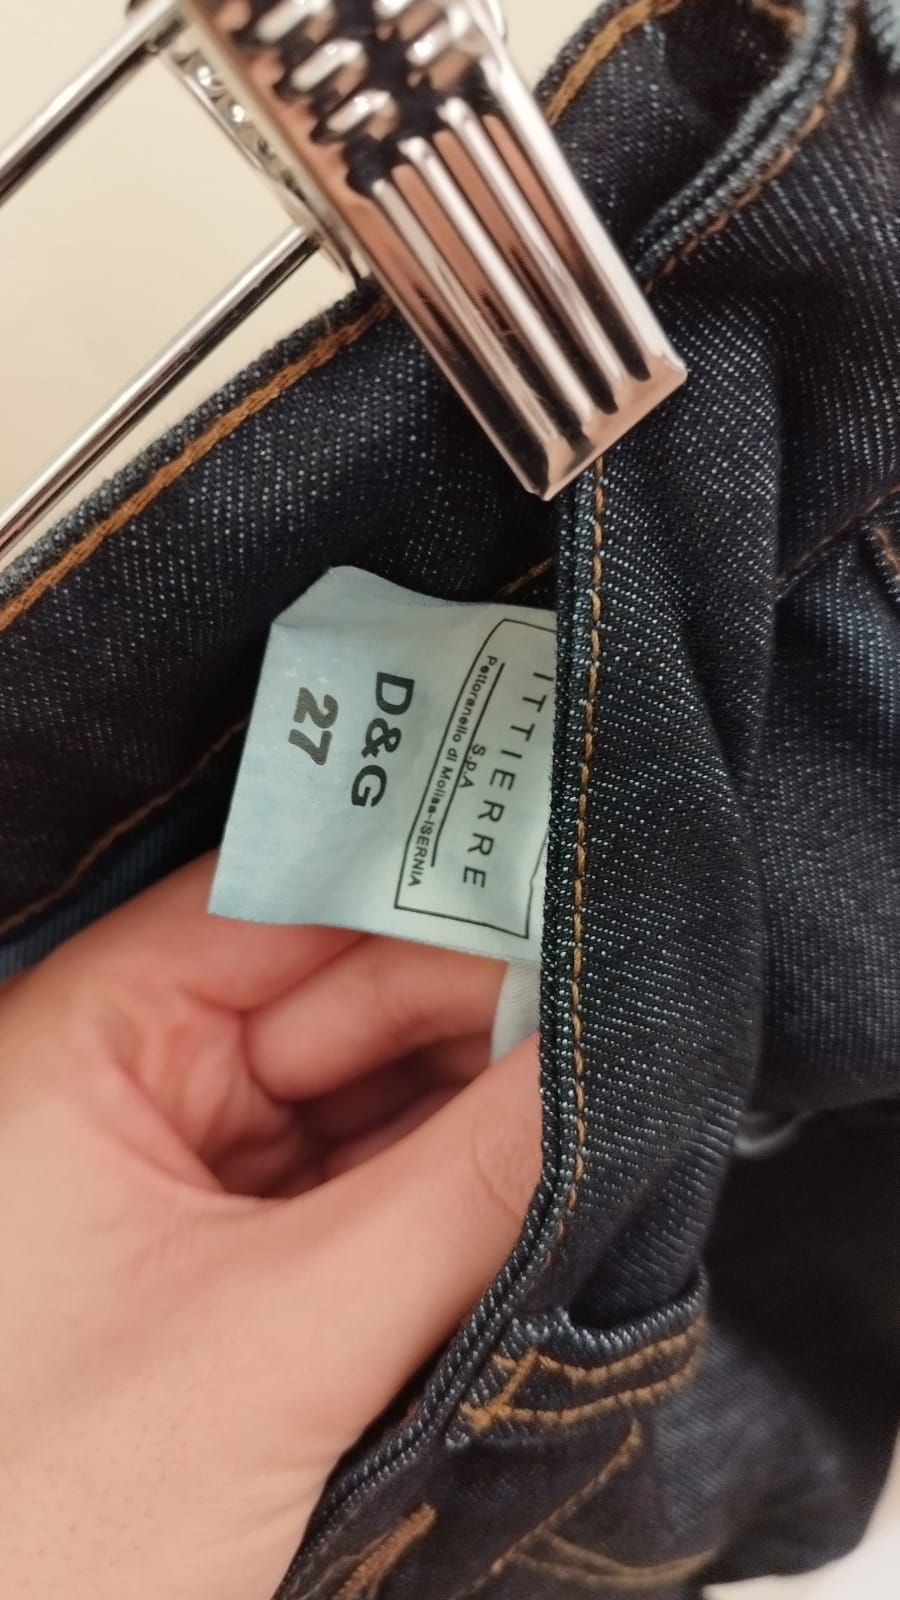 ITTIERRE
S.p.A
Pettoranello di Molise-ISERNIA
D&G
27